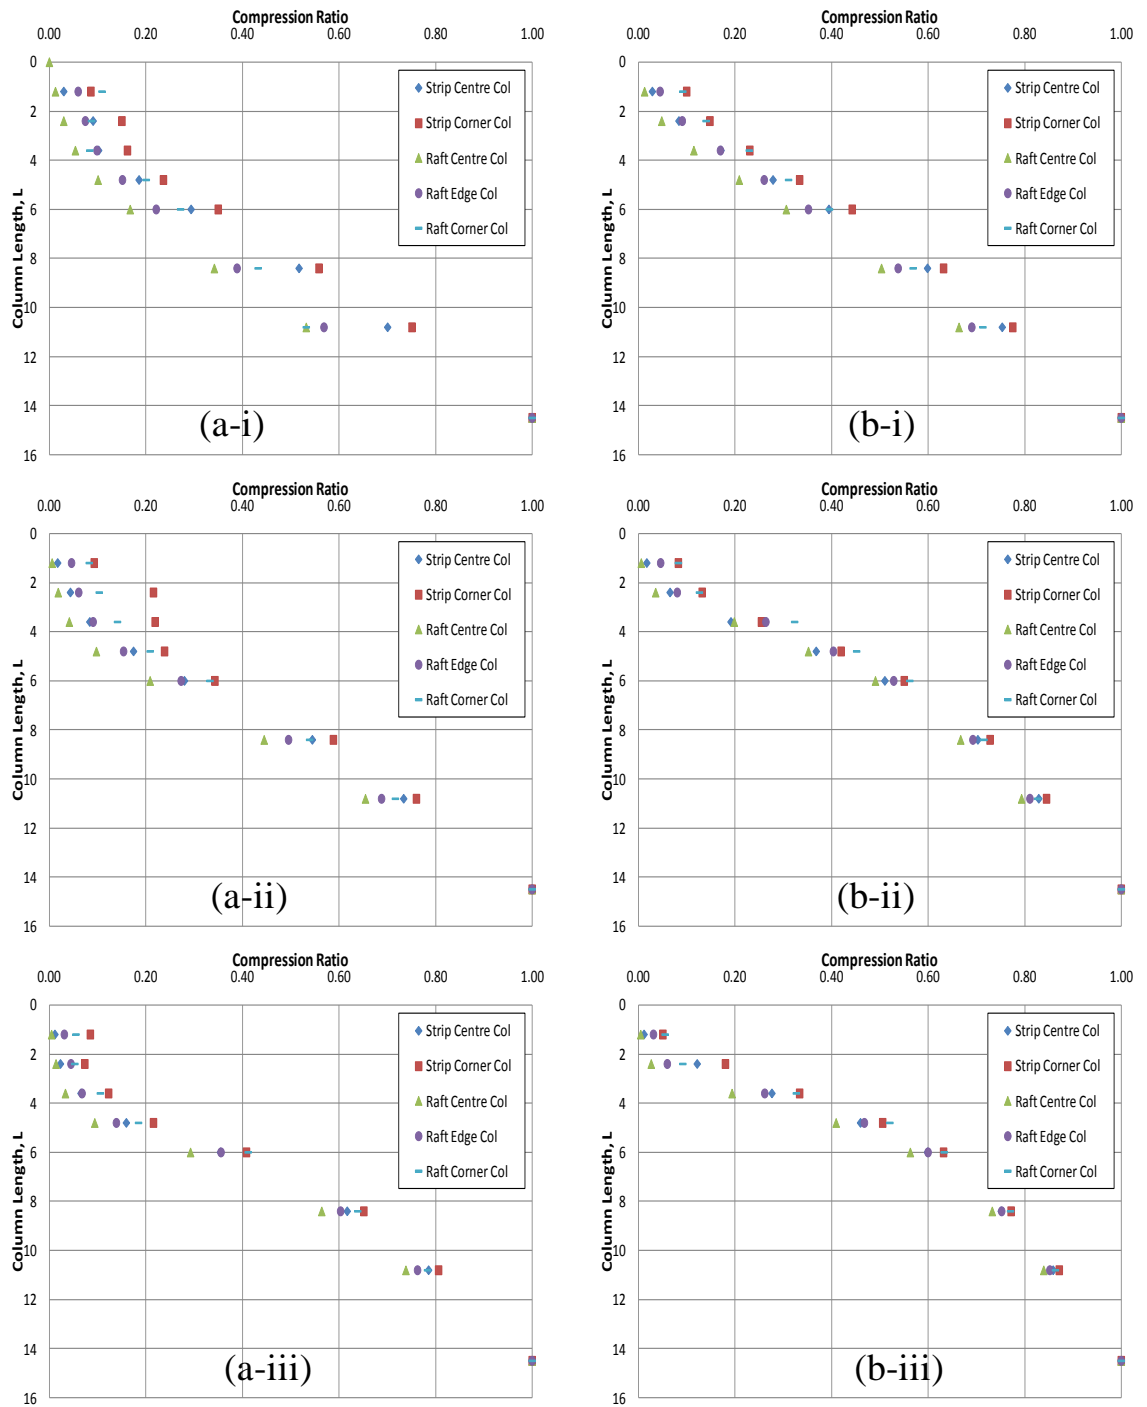 Compression Ratio
0.00 0.20 0.40 0.60 0.80 1.00
Column Length, L
0
2
4
6
8
10
12
14
16
Strip Centre Col
Strip Corner Col
Raft Centre Col
Raft Edge Col
Raft Corner Col
(a-i)
Compression Ratio
0.00 0.20 0.40 0.60 0.80 1.00
Column Length, L
0
2
4
6
8
10
12
14
16
Strip Centre Col
Strip Corner Col
Raft Centre Col
Raft Edge Col
Raft Corner Col
(b-i)
Compression Ratio
0.00 0.20 0.40 0.60 0.80 1.00
Column Length, L
0
2
4
6
8
10
12
14
16
Strip Centre Col
Strip Corner Col
Raft Centre Col
Raft Edge Col
Raft Corner Col
(a-ii)
Compression Ratio
0.00 0.20 0.40 0.60 0.80 1.00
Column Length, L
0
2
4
6
8
10
12
14
16
Strip Centre Col
Strip Corner Col
Raft Centre Col
Raft Edge Col
Raft Corner Col
(b-ii)
Compression Ratio
0.00 0.20 0.40 0.60 0.80 1.00
Column Length, L
0
2
4
6
8
10
12
14
16
Strip Centre Col
Strip Corner Col
Raft Centre Col
Raft Edge Col
Raft Corner Col
(a-iii)
Compression Ratio
0.00 0.20 0.40 0.60 0.80 1.00
Column Length, L
0
2
4
6
8
10
12
14
16
Strip Centre Col
Strip Corner Col
Raft Centre Col
Raft Edge Col
Raft Corner Col
(b-iii)